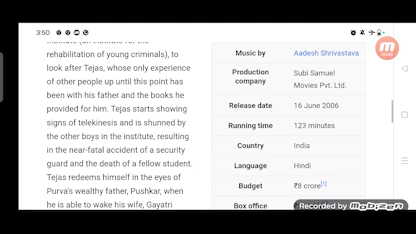 3:50
Institute (an institute for the
rehabilitation of young criminals), to
look after Tejas, whose only experience
of other people up until this point has
been with his father and the books he
provided for him. Tejas starts showing
signs of telekinesis and is shunned by
the other boys in the institute, resulting
in the near-fatal accident of a security
guard and the death of a fellow student.
Tejas redeems himself in the eyes of
Purva's wealthy father, Pushkar, when
he is able to wake his wife, Gayatri
Music by Aadesh Shrivastava
Production company Subi Samuel Movies Pvt. Ltd.
Release date 16 June 2006
Running time 123 minutes
Country India
Language Hindi
Budget ₹8 crore[1]
Box office
Recorded by Mobizen